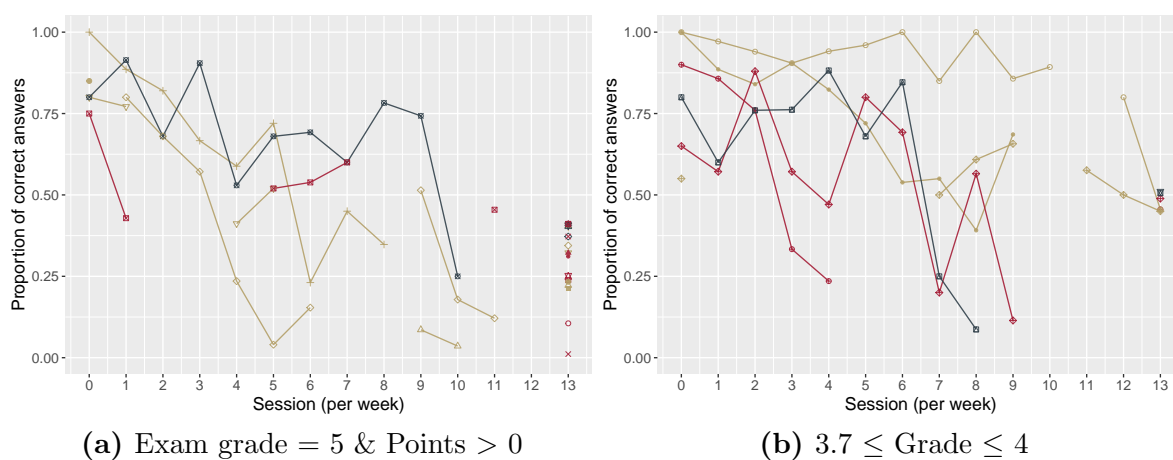 1.00
0.75
0.50
0.25
0.00
Proportion of correct answers
0 1 2 3 4 5 6 7 8 9 10 11 12 13
Session (per week)
(a) Exam grade = 5 & Points > 0
1.00
0.75
0.50
0.25
0.00
Proportion of correct answers
0 1 2 3 4 5 6 7 8 9 10 11 12 13
Session (per week)
(b) 3.7 ≤ Grade ≤ 4